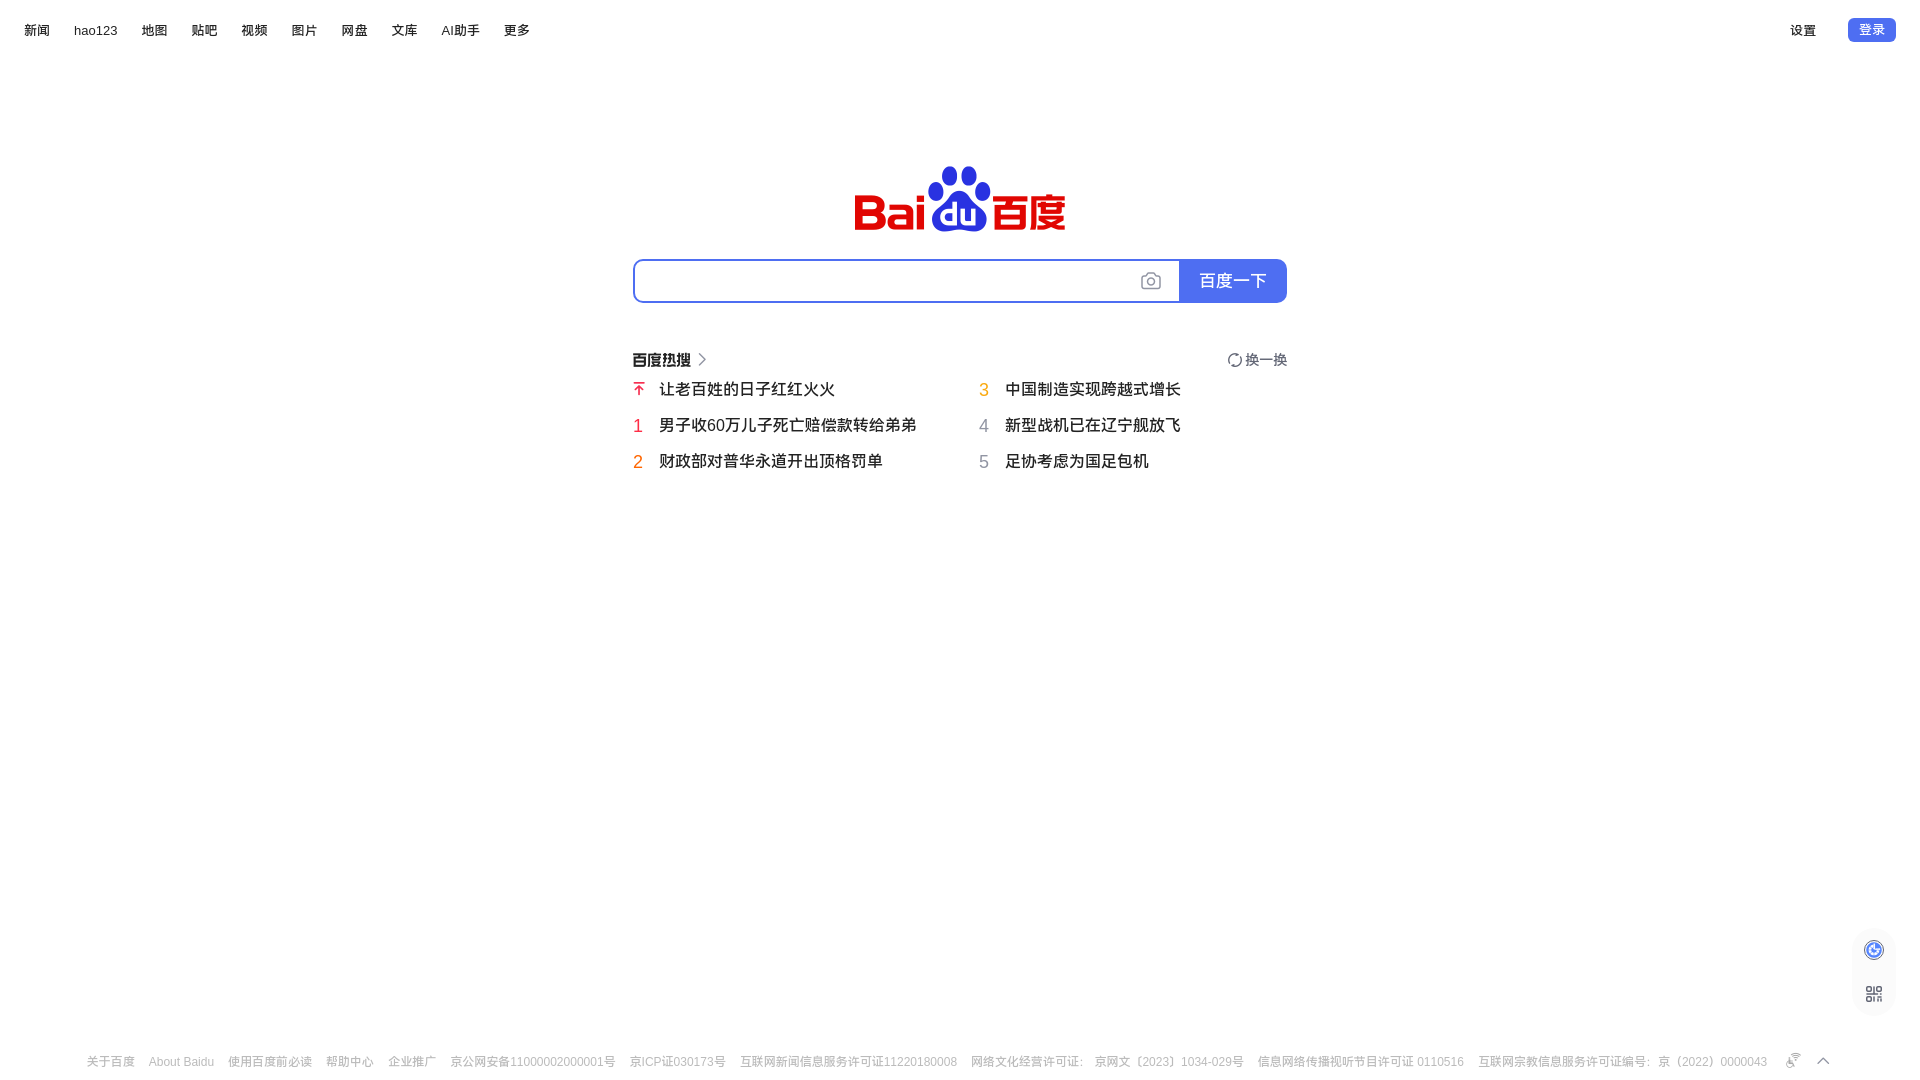 新闻 hao123 地图 贴吧 视频 图片 网盘 文库 AI助手 更多 设置 登录
Baidu百度
百度一下
百度热搜 换一换
让老百姓的日子红红火火
1 男子收60万儿子死亡赔偿款转给弟弟
2 财政部对普华永道开出顶格罚单
3 中国制造实现跨越式增长
4 新型战机已在辽宁舰放飞
5 足协考虑为国足包机
关于百度 About Baidu 使用百度前必读 帮助中心 企业推广 京公网安备11000002000001号 京ICP证030173号 互联网新闻信息服务许可证11220180008 网络文化经营许可证： 京网文〔2023〕1034-029号 信息网络传播视听节目许可证 0110516 互联网宗教信息服务许可证编号：京（2022）0000043